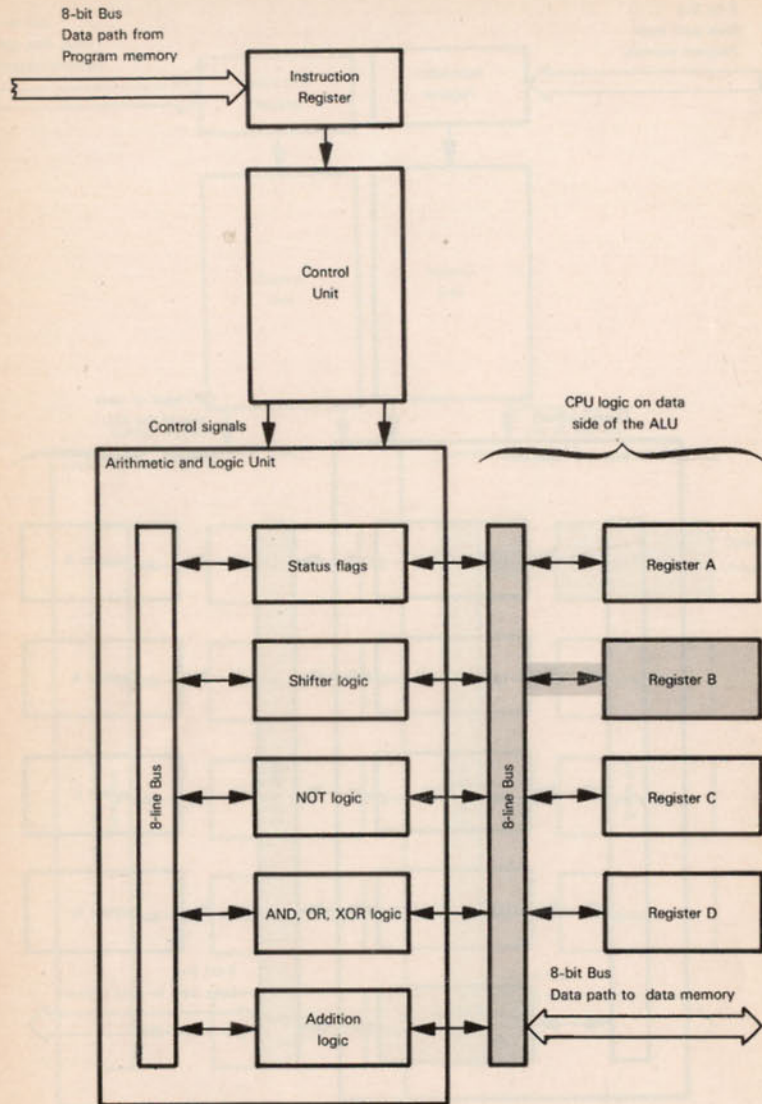 8-bit Bus
Data path from
Program memory
Instruction
Register
Control
Unit
Control signals
CPU logic on data
side of the ALU
Arithmetic and Logic Unit
8-line Bus
Status flags
Shifter logic
NOT logic
AND, OR, XOR logic
Addition
logic
8-line Bus
Register A
Register B
Register C
Register D
8-bit Bus
Data path to data memory